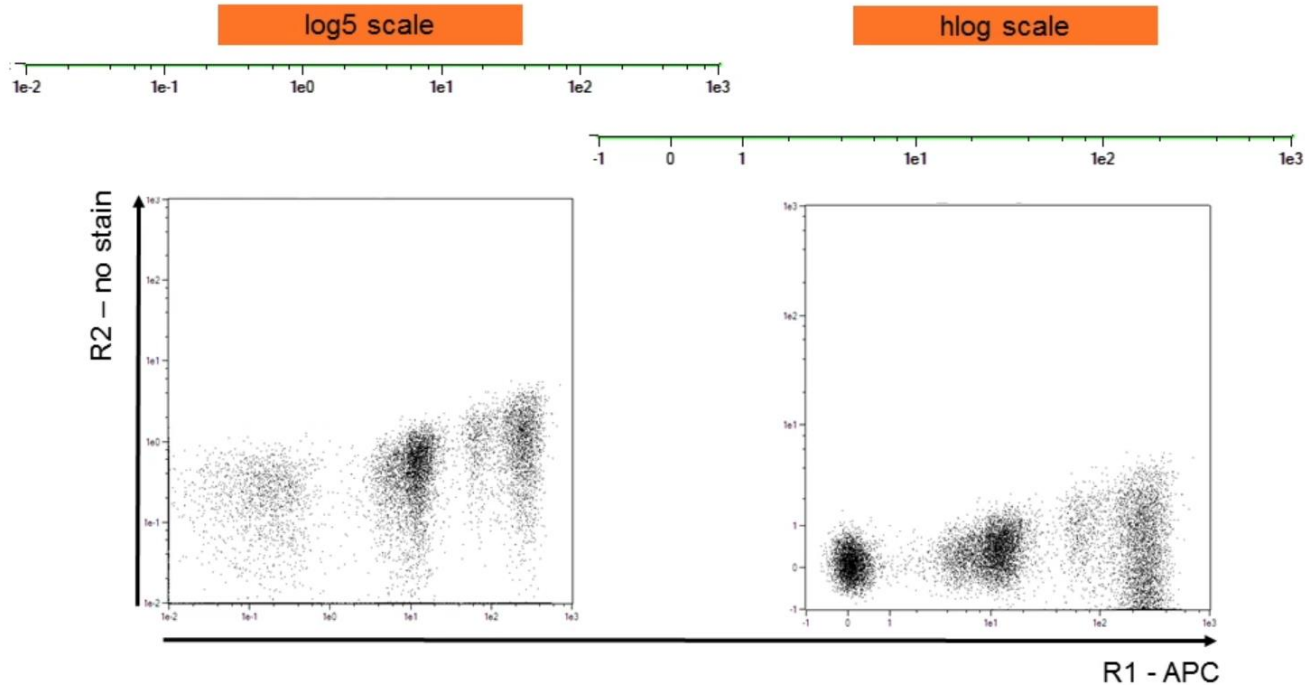 log5 scale
hlog scale
1e-2 1e-1 1e0 1e1 1e2 1e3
-1 0 1 1e1 1e2 1e3
R2 – no stain
1e3
1e2
1e1
1e0
1e-1
1e-2
1e-2 1e-1 1e0 1e1 1e2 1e3
1e3
1e2
1e1
1
0
-1
-1 0 1 1e1 1e2 1e3
R1 - APC